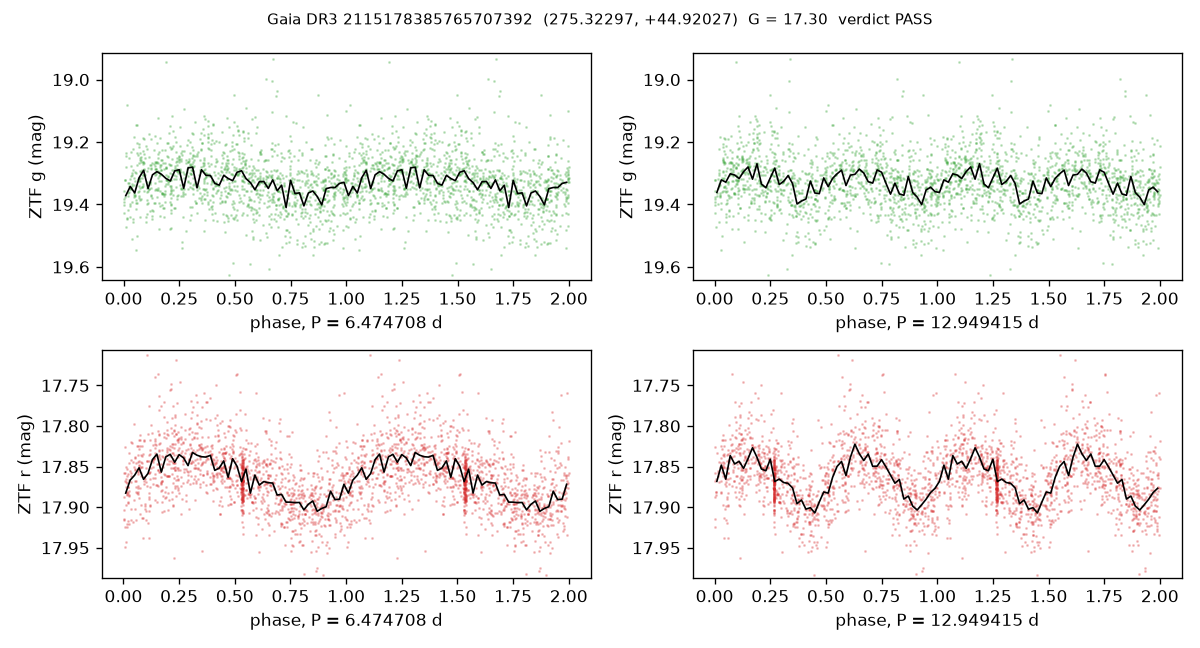 Gaia DR3 2115178385765707392 (275.32297, +44.92027) G = 17.30 verdict PASS
ZTF g (mag)
19.0
19.2
19.4
19.6
0.00 0.25 0.50 0.75 1.00 1.25 1.50 1.75 2.00
phase, P = 6.474708 d
ZTF g (mag)
19.0
19.2
19.4
19.6
0.00 0.25 0.50 0.75 1.00 1.25 1.50 1.75 2.00
phase, P = 12.949415 d
ZTF r (mag)
17.75
17.80
17.85
17.90
17.95
0.00 0.25 0.50 0.75 1.00 1.25 1.50 1.75 2.00
phase, P = 6.474708 d
ZTF r (mag)
17.75
17.80
17.85
17.90
17.95
0.00 0.25 0.50 0.75 1.00 1.25 1.50 1.75 2.00
phase, P = 12.949415 d